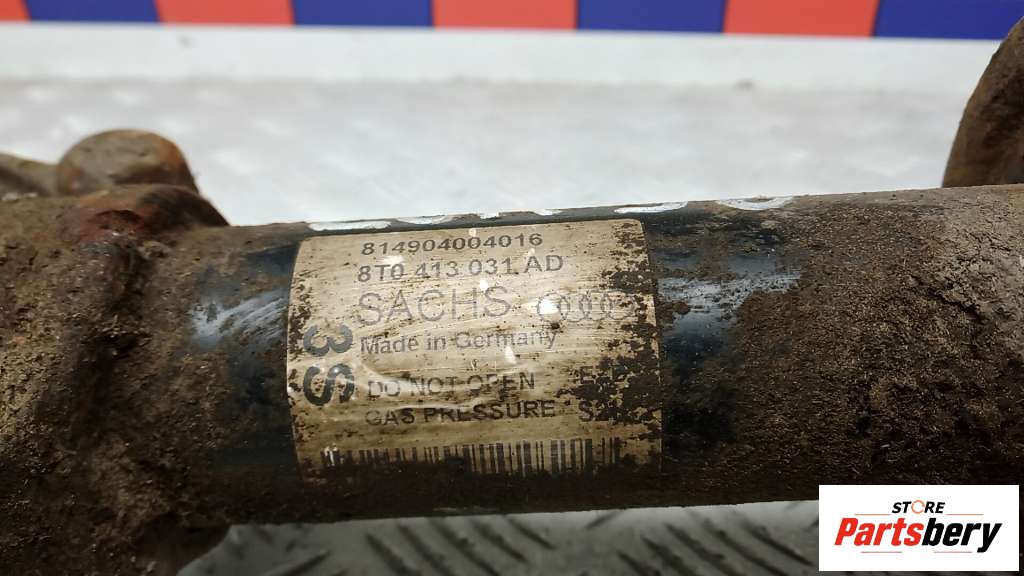 814904004016
8T0 413 031 AD
SACHS
Made in Germany
DO NOT OPEN
GAS PRESSURE
STORE
Partsbery